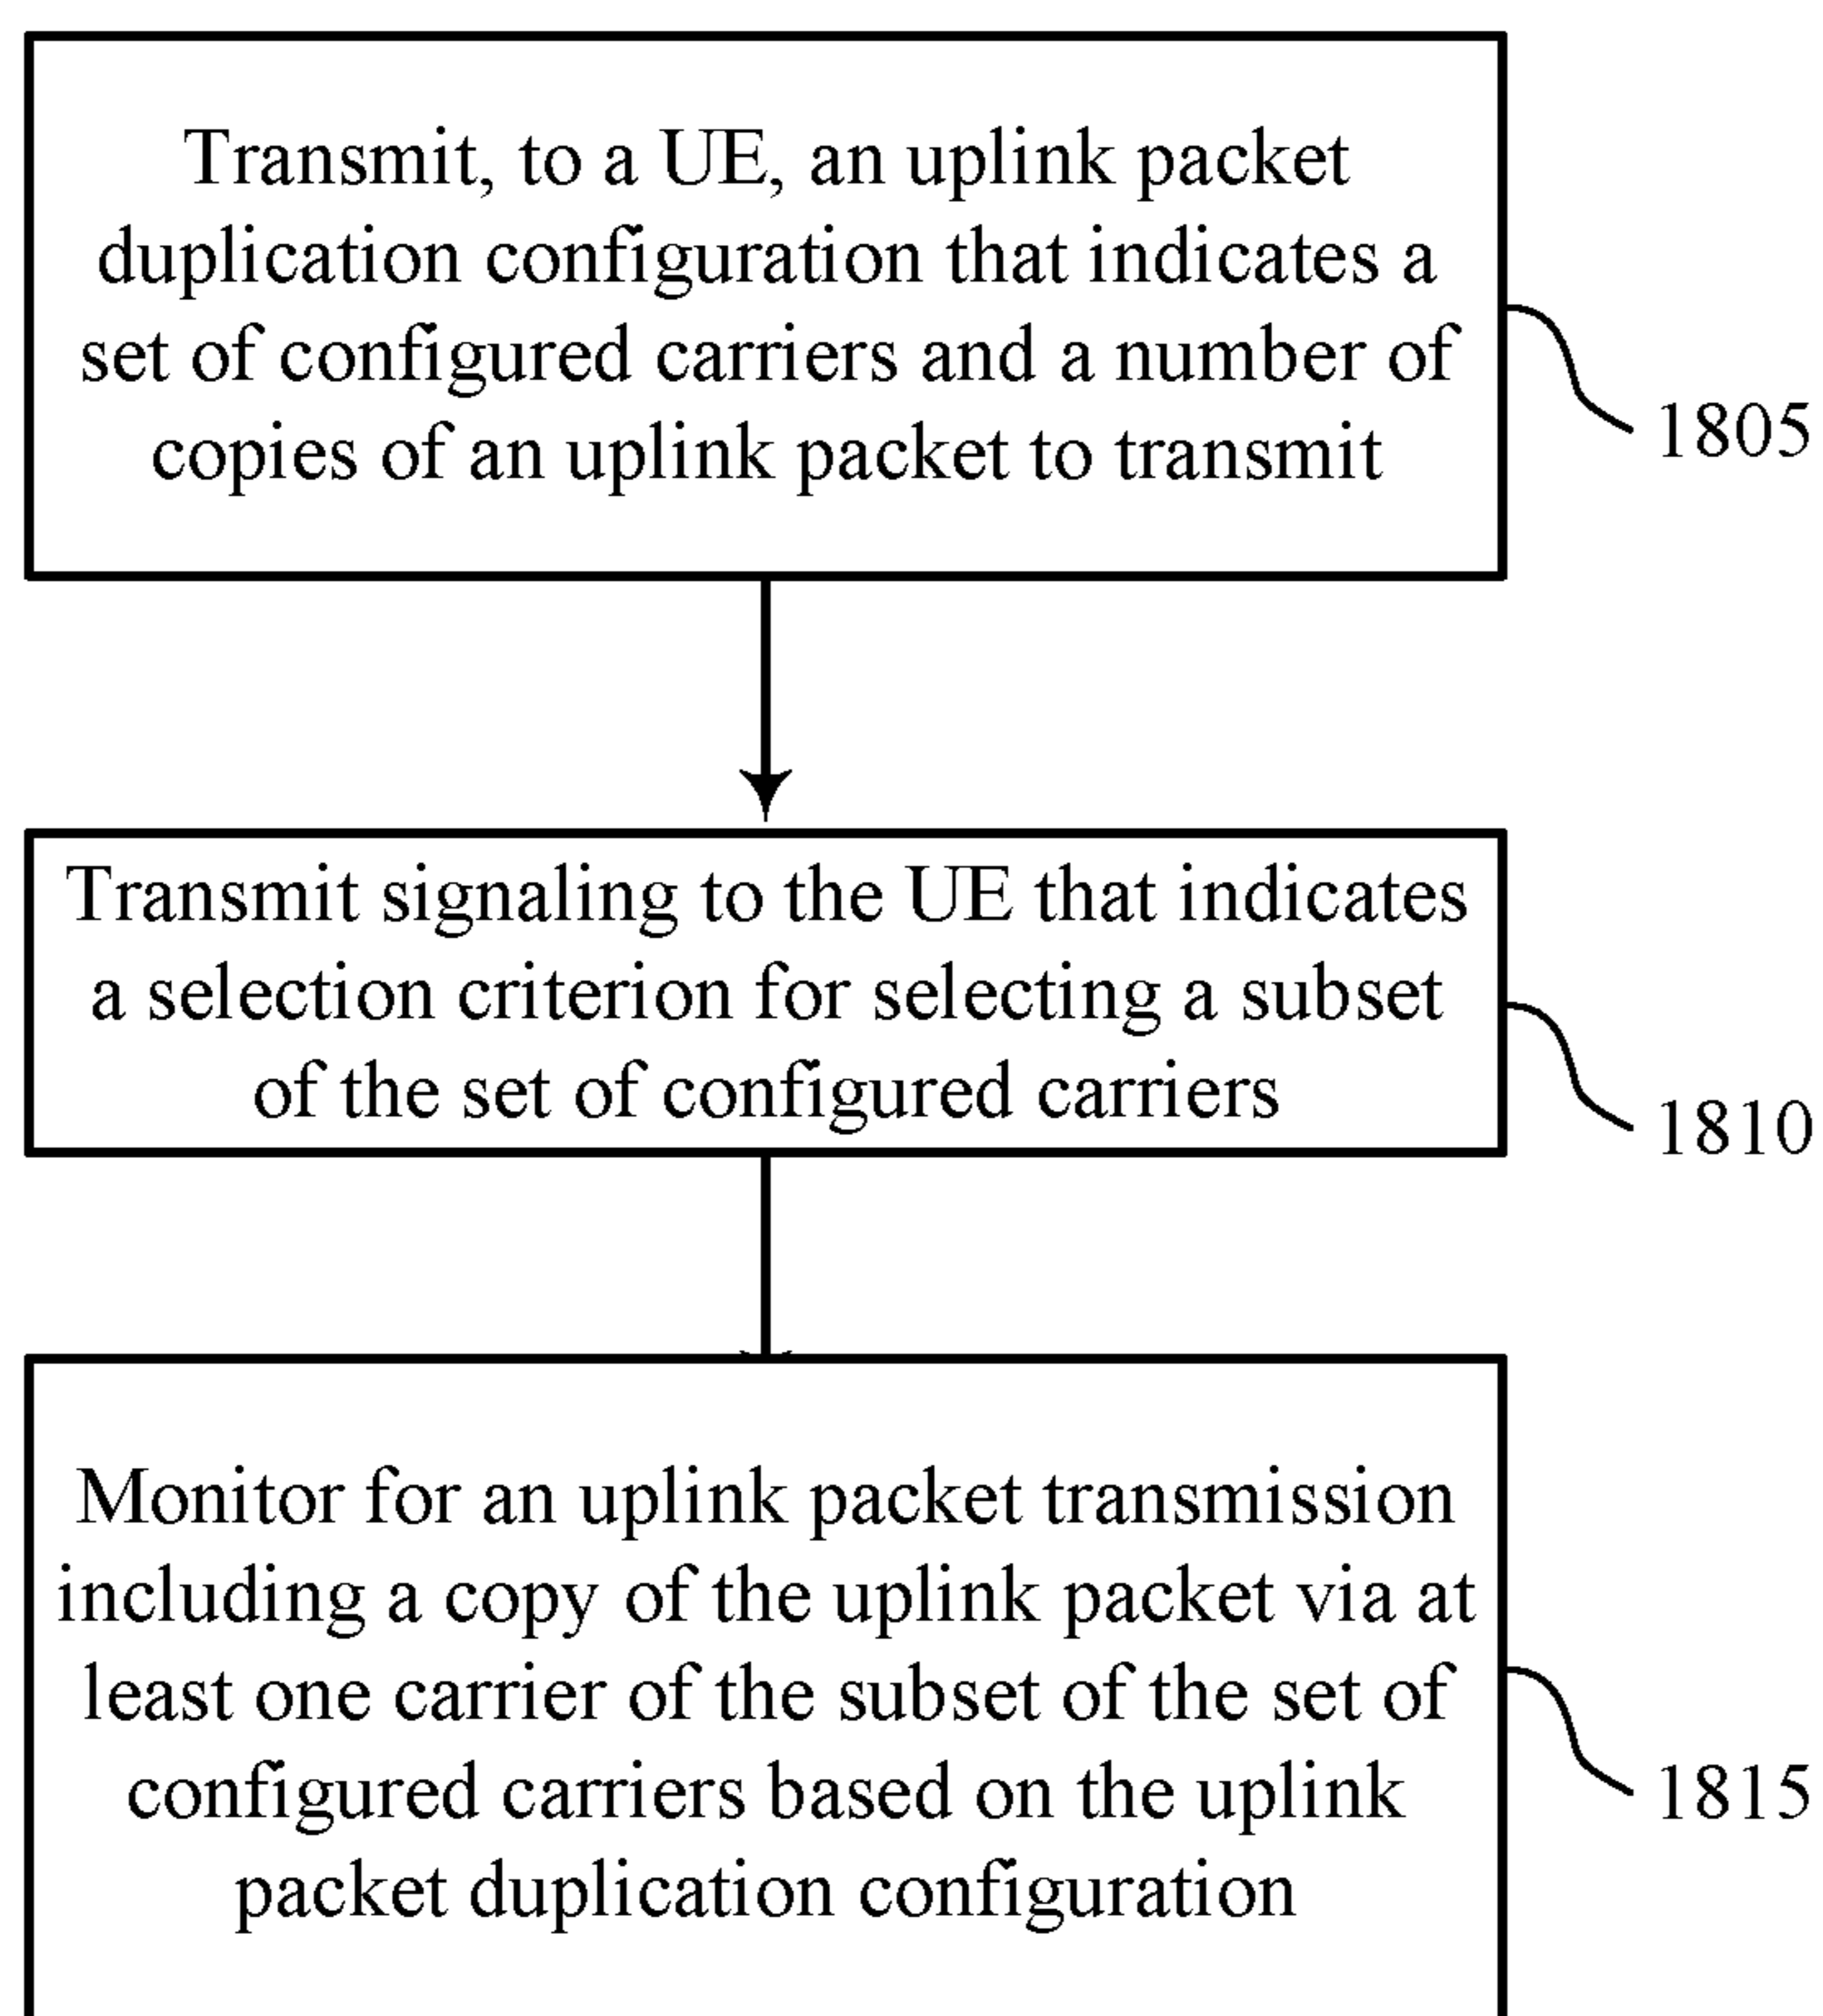 Transmit, to a UE, an uplink packet
duplication configuration that indicates a
set of configured carriers and a number of
copies of an uplink packet to transmit
1805
Transmit signaling to the UE that indicates
a selection criterion for selecting a subset
of the set of configured carriers
1810
Monitor for an uplink packet transmission
including a copy of the uplink packet via at
least one carrier of the subset of the set of
configured carriers based on the uplink
packet duplication configuration
1815